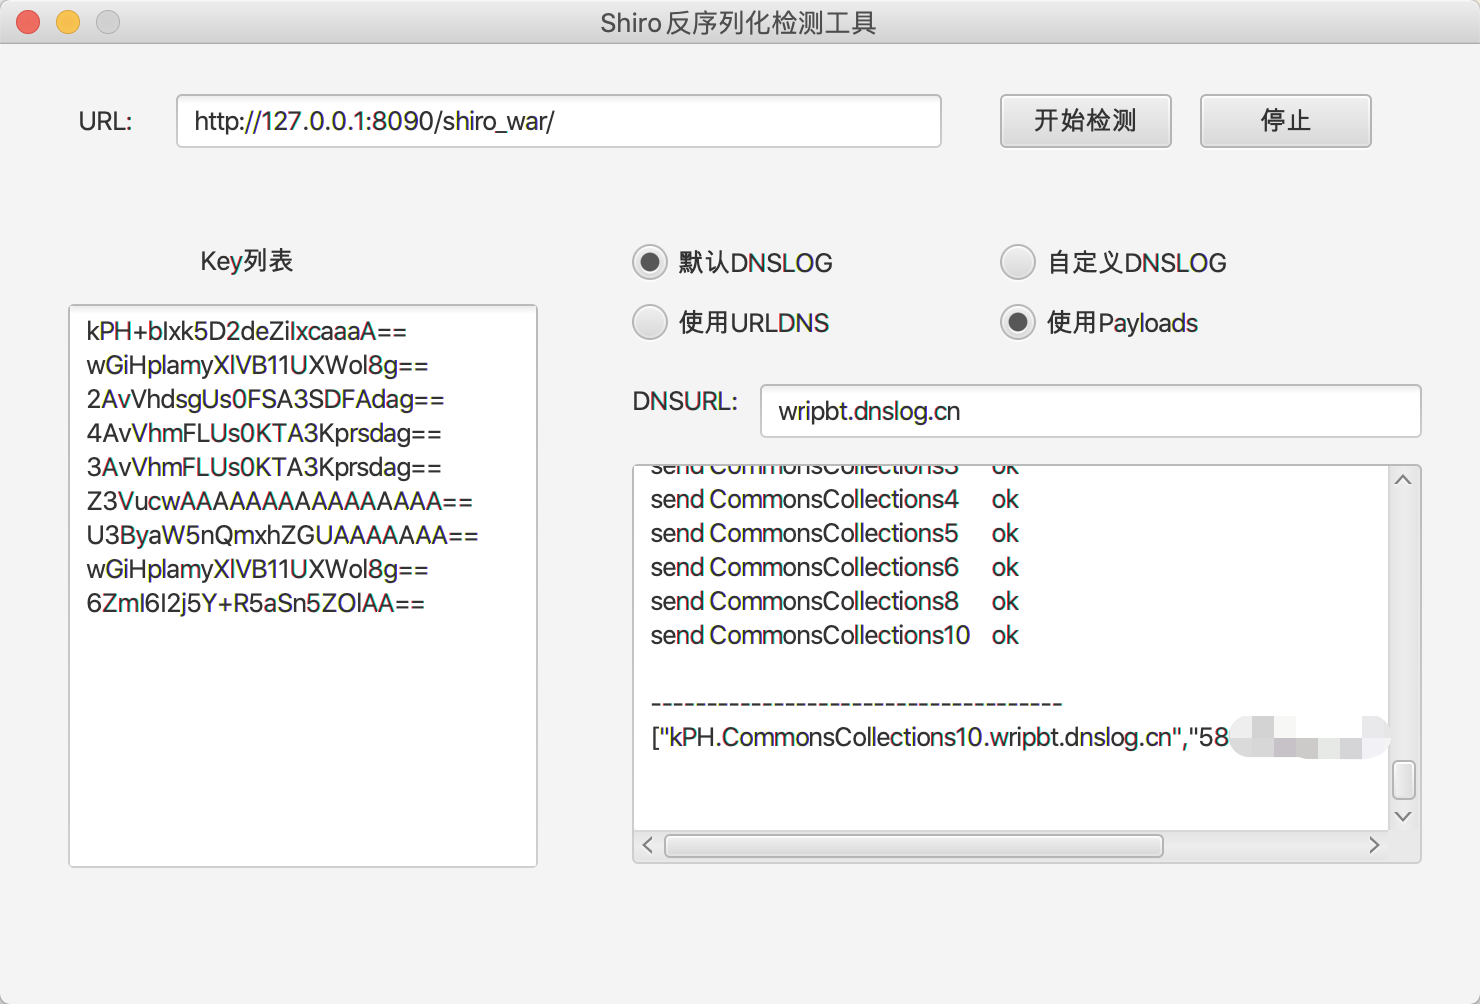 Shiro反序列化检测工具
URL:
http://127.0.0.1:8090/shiro_war/
开始检测
停止
Key列表
kPH+bIxk5D2deZiIxcaaaA==
wGiHplamyXlVB11UXWol8g==
2AvVhdsgUs0FSA3SDFAdag==
4AvVhmFLUs0KTA3Kprsdag==
3AvVhmFLUs0KTA3Kprsdag==
Z3VucwAAAAAAAAAAAAAAAA==
U3ByaW5nQmxhZGUAAAAAAA==
wGiHplamyXlVB11UXWol8g==
6ZmI6I2j5Y+R5aSn5ZOlAA==
默认DNSLOG
自定义DNSLOG
使用URLDNS
使用Payloads
DNSURL:
wripbt.dnslog.cn
send CommonsCollections3 ok
send CommonsCollections4 ok
send CommonsCollections5 ok
send CommonsCollections6 ok
send CommonsCollections8 ok
send CommonsCollections10 ok
-------------------------------------
["kPH.CommonsCollections10.wripbt.dnslog.cn","58